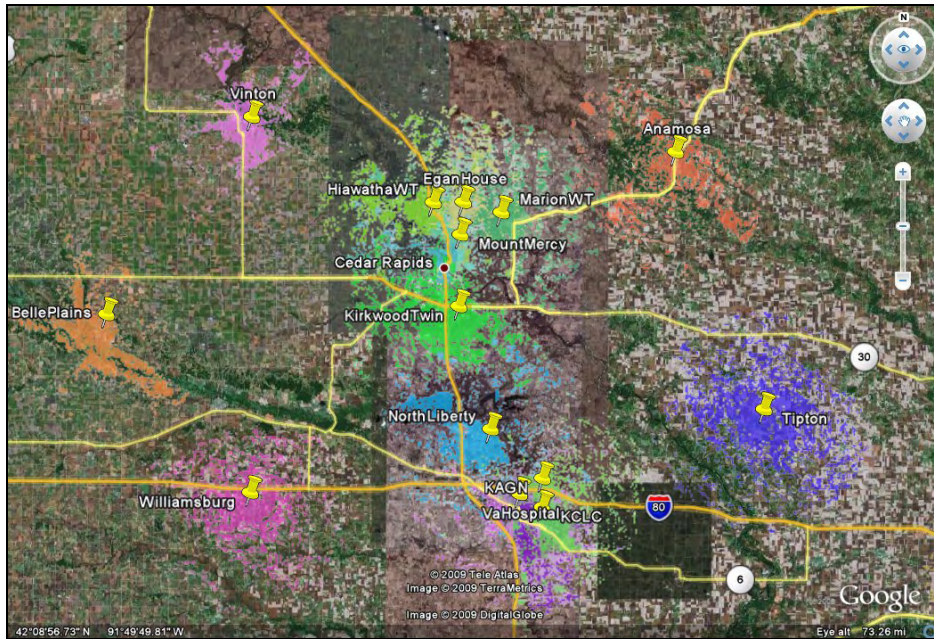 N
Vinton
Anamosa
EganHouse
HiawathaWT
MarionWT
MountMercy
Cedar Rapids
BellePlains
KirkwoodTwin
30
NorthLiberty
Tipton
KAGN
Williamsburg
VaHospital
KCLC
80
6
© 2009 Tele Atlas
Image © 2009 TerraMetrics
Image © 2009 DigitalGlobe
Google
42°08'56.73" N 91°49'49.81" W
Eye alt 73.26 mi